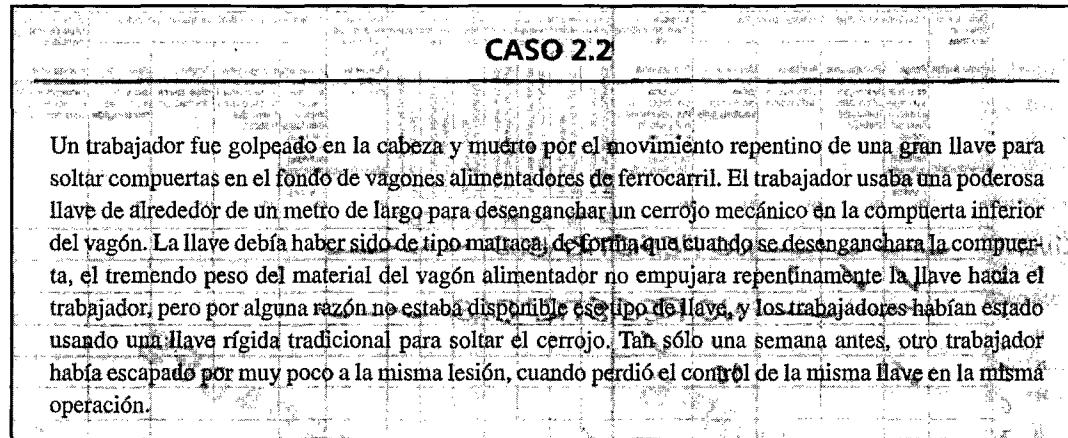 CASO 2.2
Un trabajador fue golpeado en la cabeza y muerto por el movimiento repentino de una gran llave para
soltar compuertas en el fondo de vagones alimentadores de ferrocarril. El trabajador usaba una poderosa
llave de alrededor de un metro de largo para desenganchar un cerrojo mecánico en la compuerta inferior
del vagón. La llave debía haber sido de tipo matraca, de forma que cuando se desenganchara la compuer-
ta, el tremendo peso del material del vagón alimentador no empujara repentinamente la llave hacia el
trabajador, pero por alguna razón no estaba disponible ese tipo de llave, y los trabajadores habían estado
usando una llave rígida tradicional para soltar el cerrojo. Tan sólo una semana antes, otro trabajador
había escapado por muy poco a la misma lesión, cuando perdió el control de la misma llave en la misma
operación.